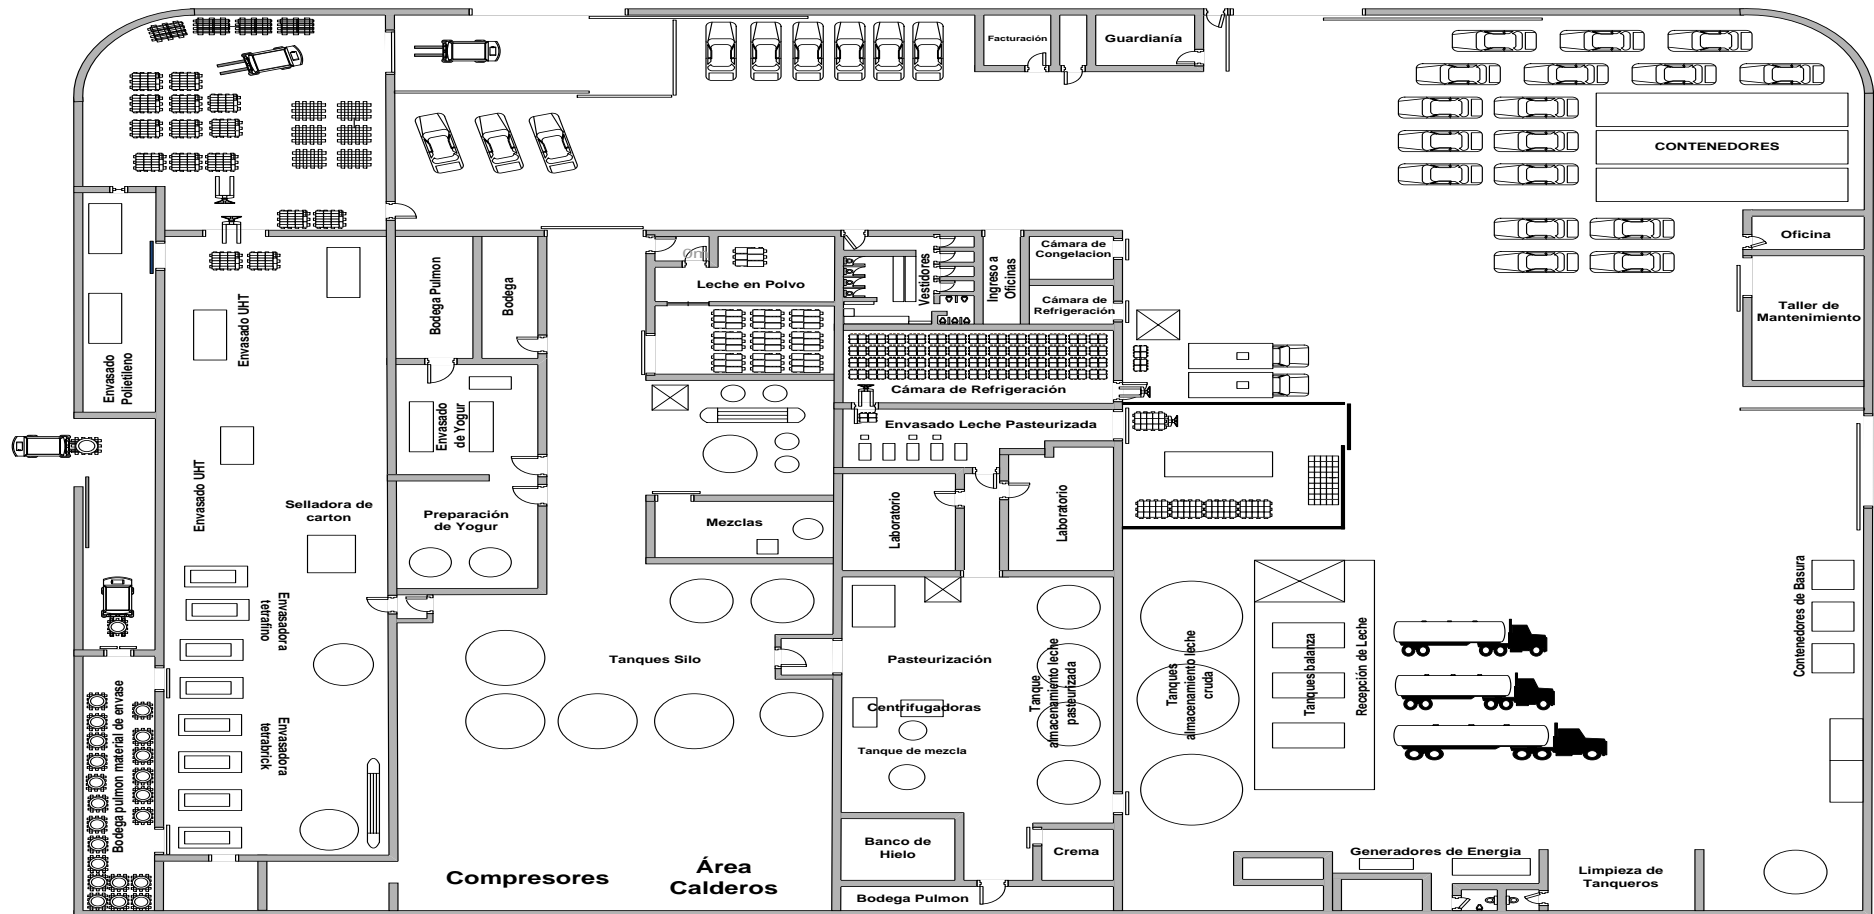 Facturación
Guardianía
CONTENEDORES
Oficina
Taller de
Mantenimiento
Bodega Pulmon
Bodega
Leche en Polvo
Vestidores
Ingreso a
Oficinas
Cámara de
Congelacion
Cámara de
Refrigeración
Envasado
Polietileno
Envasado UHT
Envasado UHT
Envasado
de Yogur
Cámara de Refrigeración
Envasado Leche Pasteurizada
Selladora de
carton
Preparación
de Yogur
Mezclas
Laboratorio
Laboratorio
Envasadora
tetrafino
Envasadora
tetrabrick
Bodega pulmon material de envase
Tanques Silo
Pasteurización
Centrifugadoras
Tanque de mezcla
Tanque
almacenamiento leche
pasteurizada
Tanques
almacenamiento leche
cruda
Tanques balanza
Recepción de Leche
Contenedores de Basura
Compresores
Área
Calderos
Banco de
Hielo
Crema
Bodega Pulmon
Generadores de Energia
Limpieza de
Tanqueros